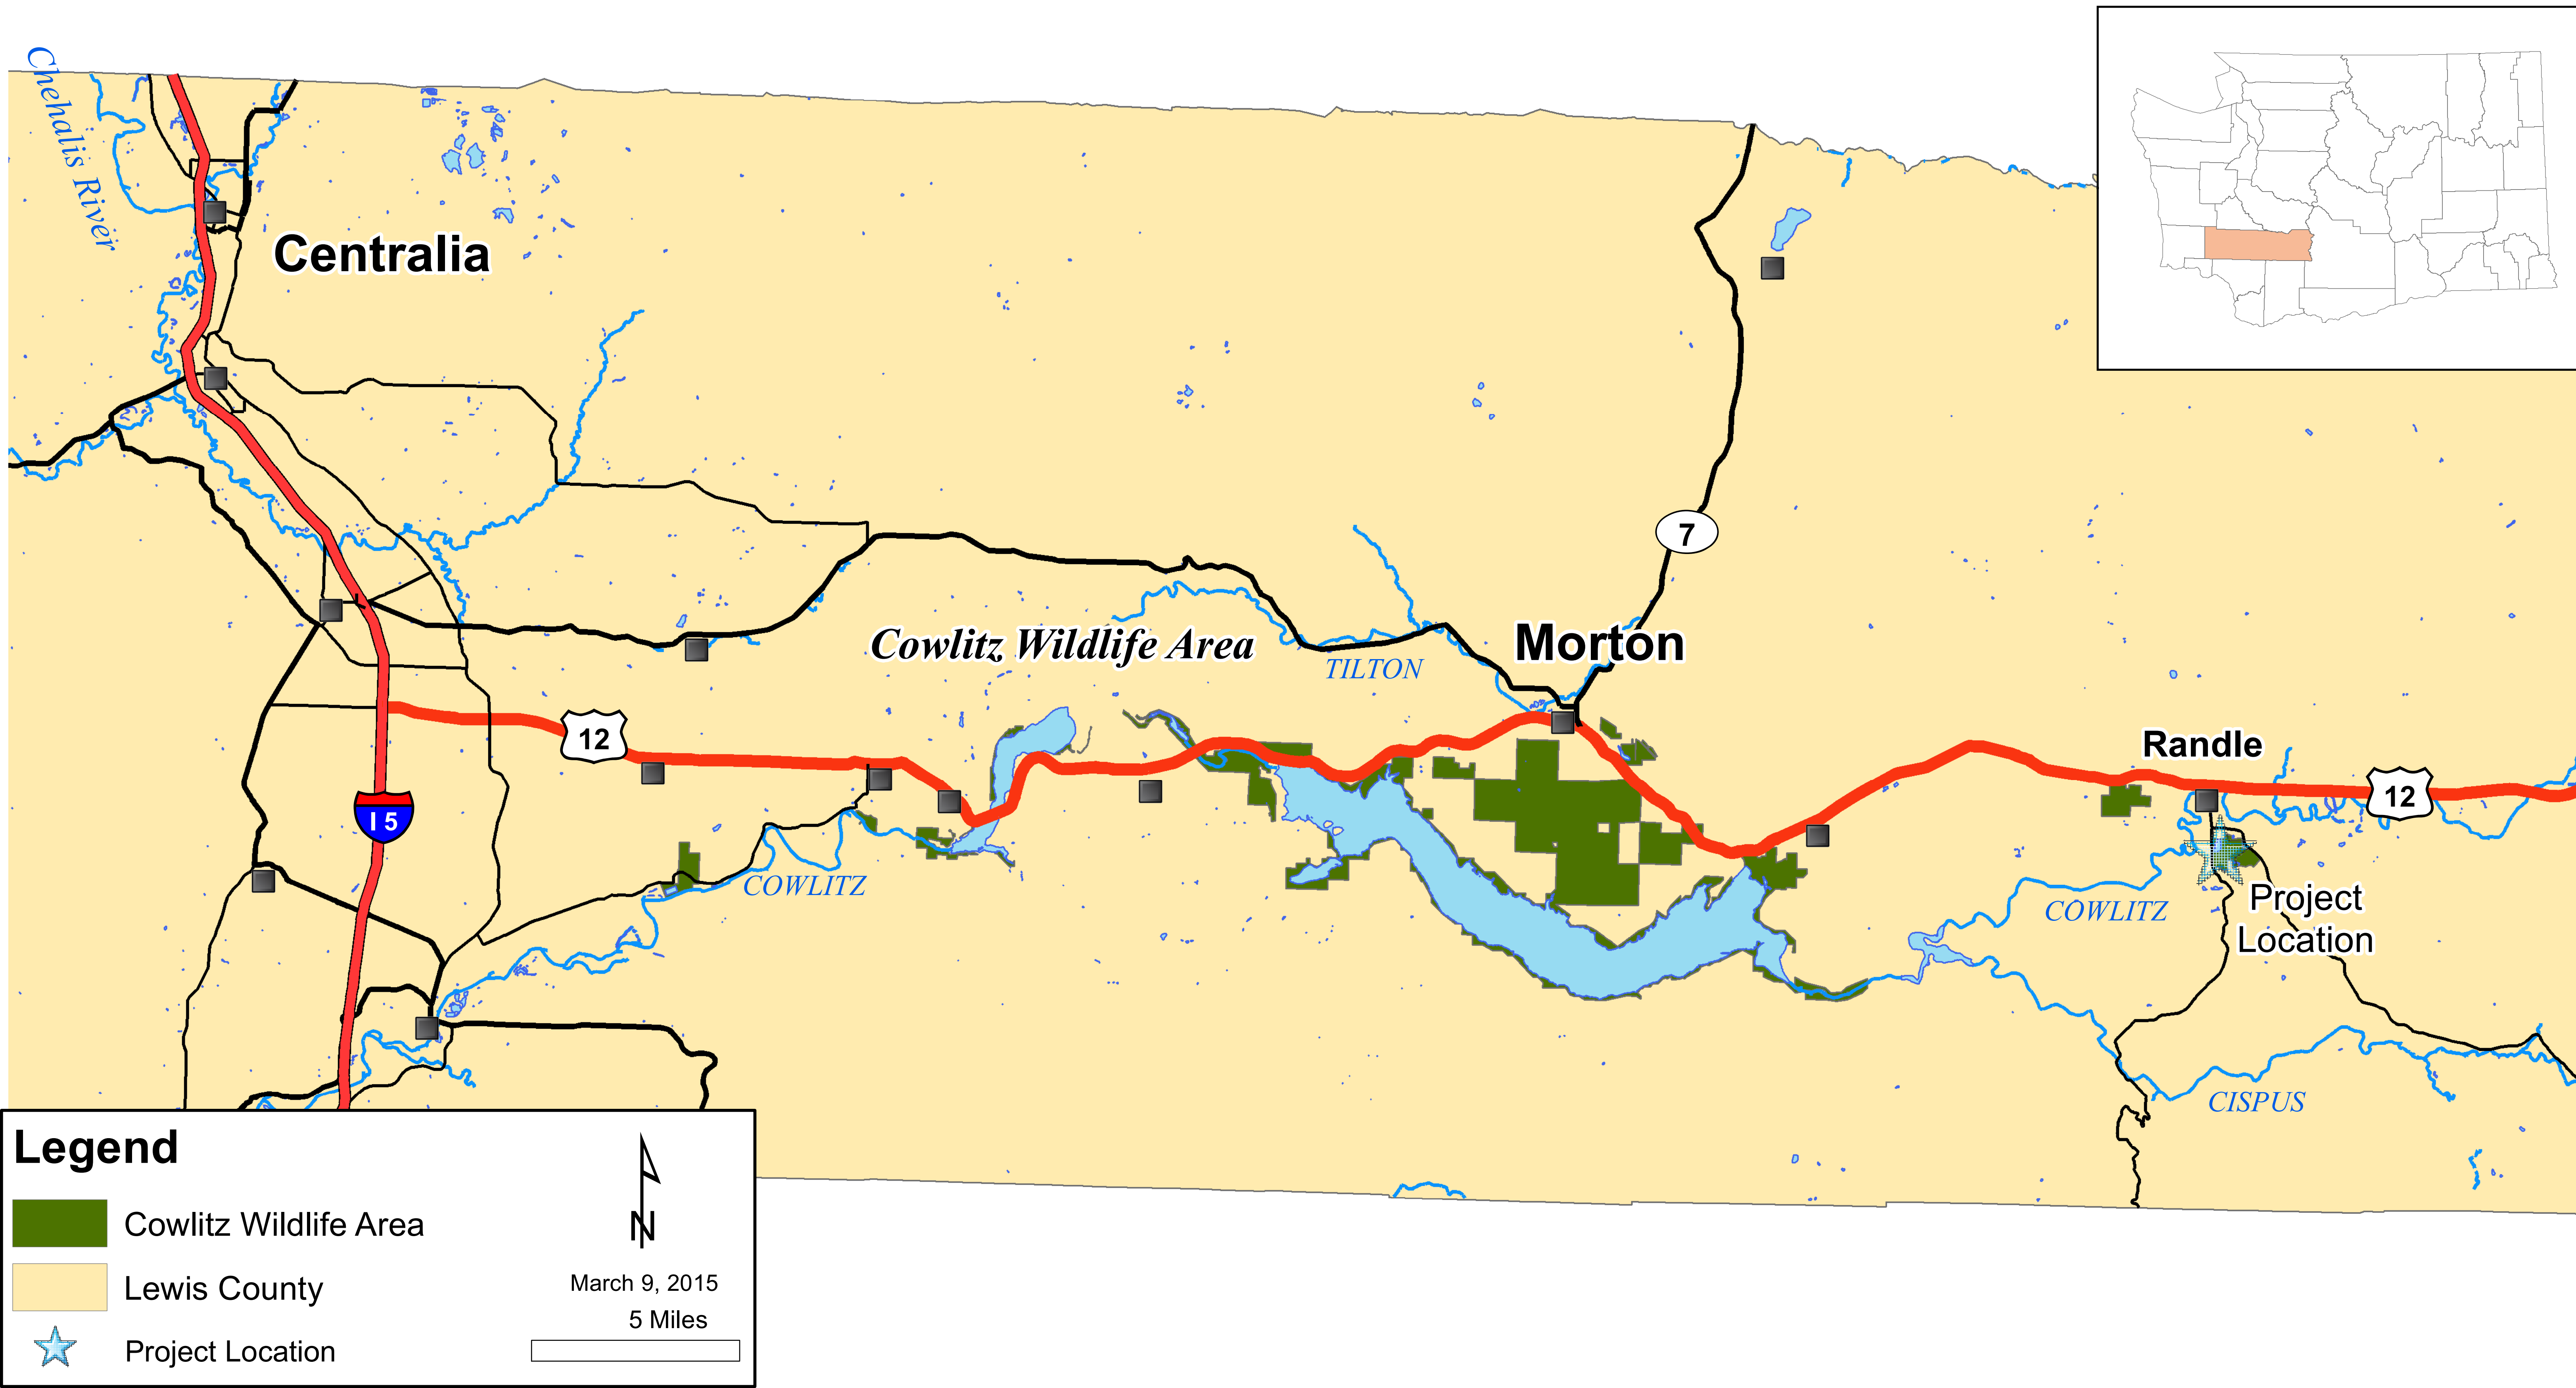 Chehalis River
Centralia
7
Cowlitz Wildlife Area
TILTON
Morton
12
Randle
12
I 5
COWLITZ
COWLITZ
Project
Location
CISPUS
Legend
Cowlitz Wildlife Area
Lewis County
Project Location
N
March 9, 2015
5 Miles